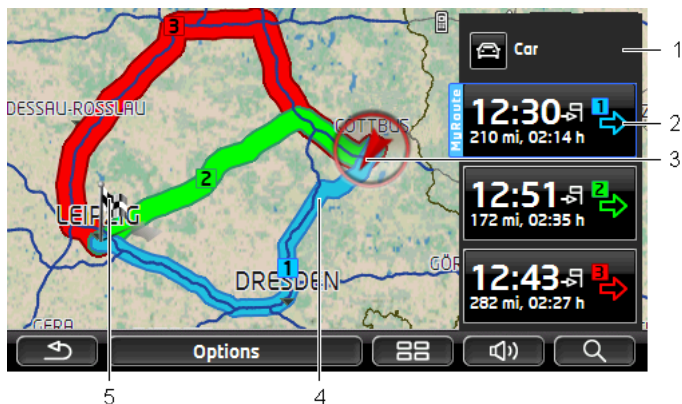 3
Car
1
DESSAU-ROSSLAU
COTTBUS
MyRoute
12:30
1
210 mi, 02:14 h
2
3
2
12:51
2
172 mi, 02:35 h
LEIPZIG
1
DRESDEN
GÖR
12:43
3
282 mi, 02:27 h
GERA
Options
5
4